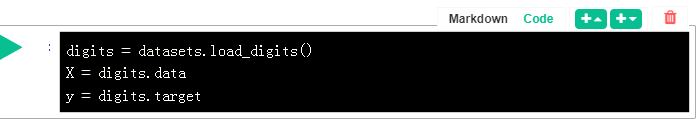 Markdown Code
:
digits = datasets.load_digits()
X = digits.data
y = digits.target